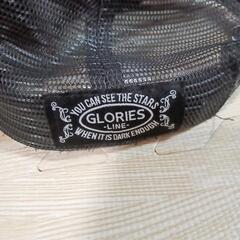 YOU CAN SEE THE STARS
GLORIES
-LINE-
WHEN IT IS DARK ENOUGH